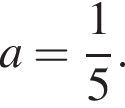 a = 1/5.